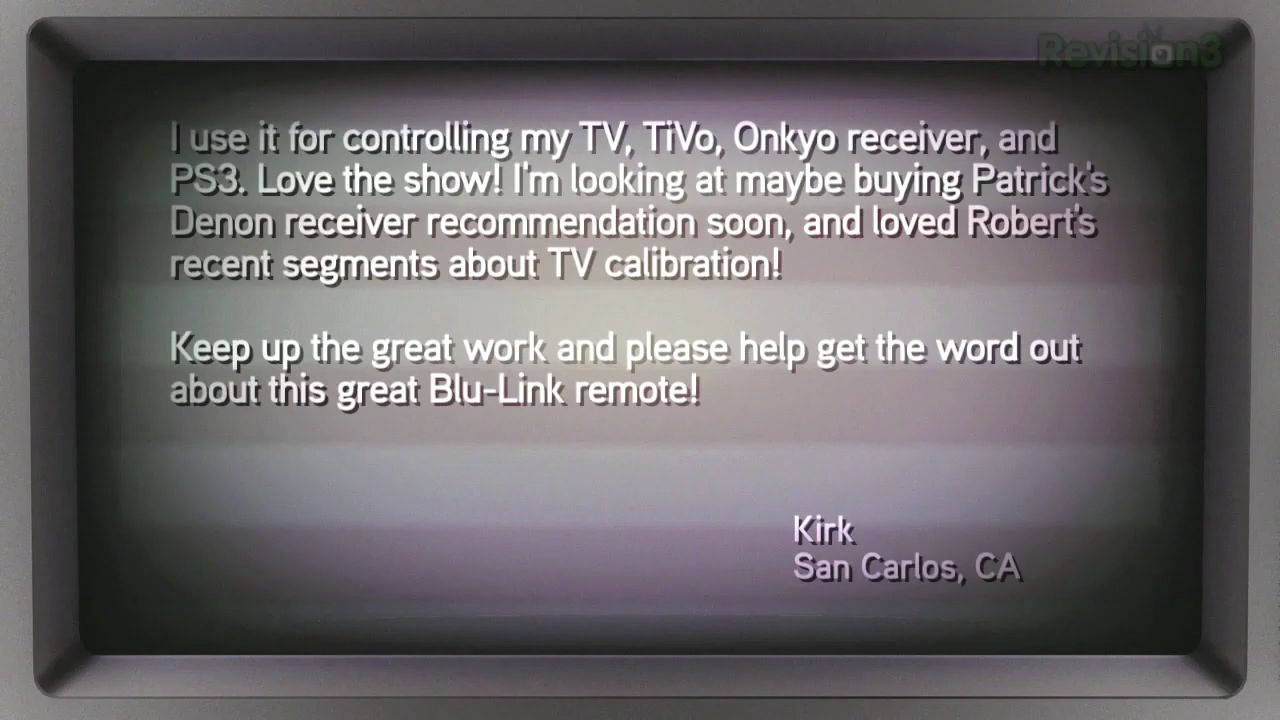 Revision3
I use it for controlling my TV, TiVo, Onkyo receiver, and
PS3. Love the show! I'm looking at maybe buying Patrick's
Denon receiver recommendation soon, and loved Robert's
recent segments about TV calibration!
Keep up the great work and please help get the word out
about this great Blu-Link remote!
Kirk
San Carlos, CA